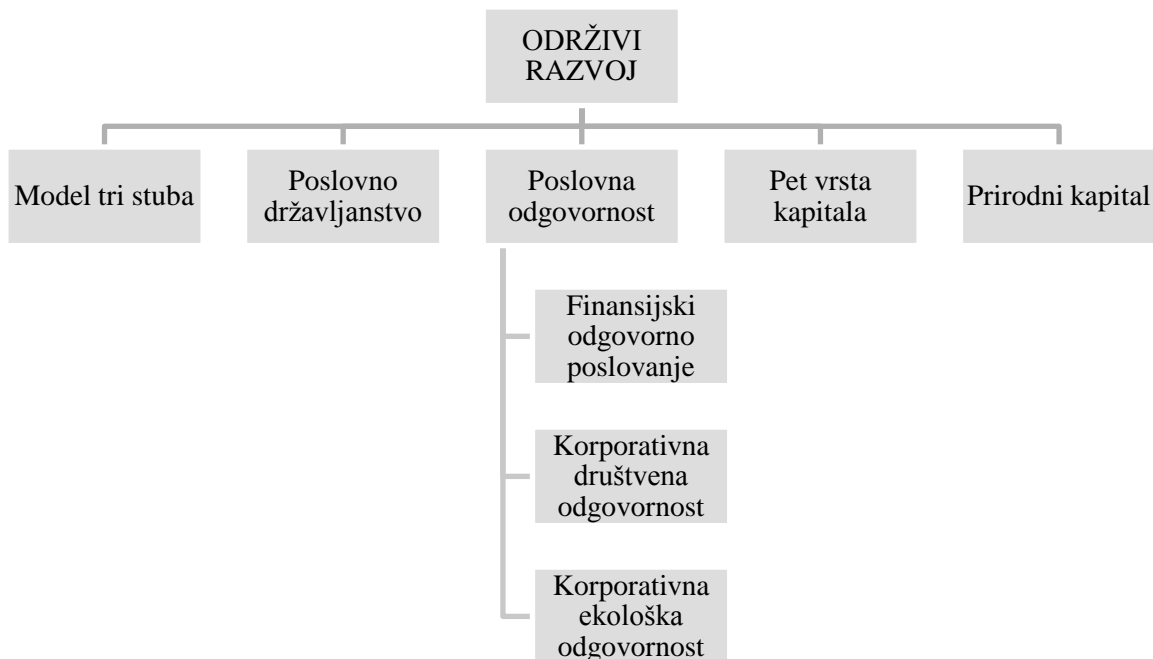 ODRŽIVI
RAZVOJ
Model tri stuba
Poslovno
državljanstvo
Poslovna
odgovornost
Pet vrsta
kapitala
Prirodni kapital
Finansijski
odgovorno
poslovanje
Korporativna
društvena
odgovornost
Korporativna
ekološka
odgovornost